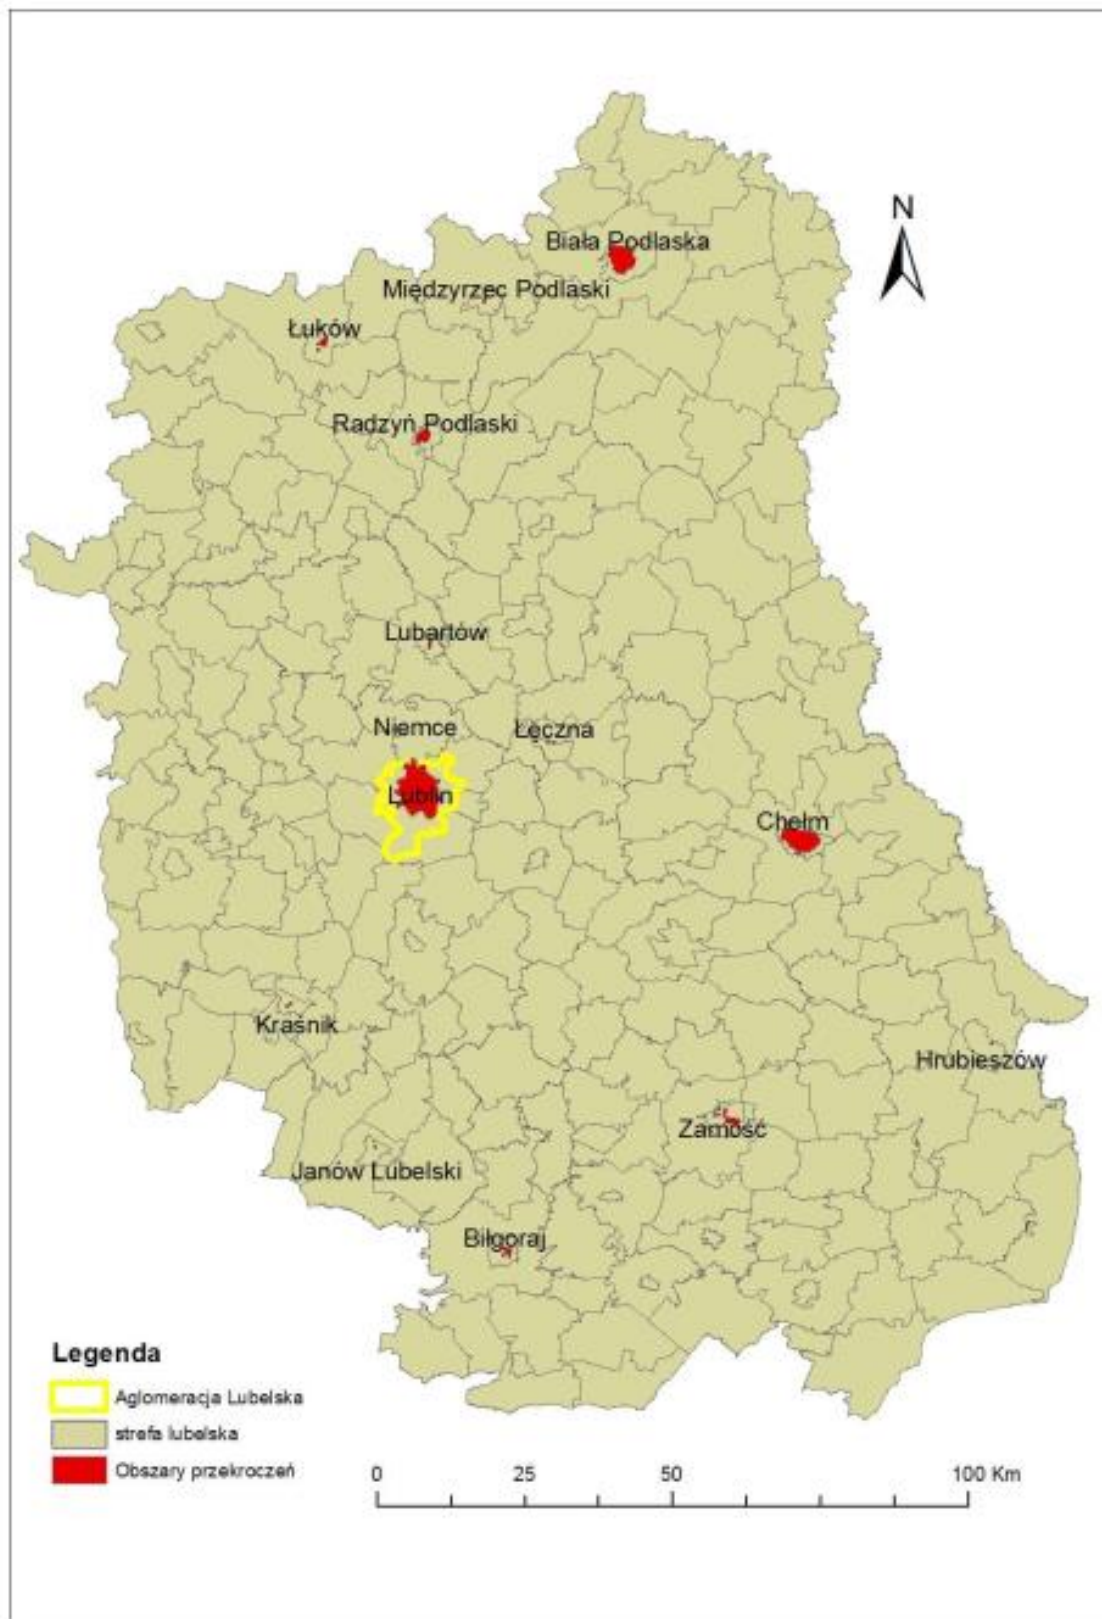 N
Biała Podlaska
Międzyrzec Podlaski
Łuków
Radzyń Podlaski
Lubartów
Niemce
Łęczna
Lublin
Chełm
Kraśnik
Hrubieszów
Zamość
Janów Lubelski
Biłgoraj
Legenda
Aglomeracja Lubelska
strefa lubelska
Obszary przekroczeń
0 25 50 100 Km